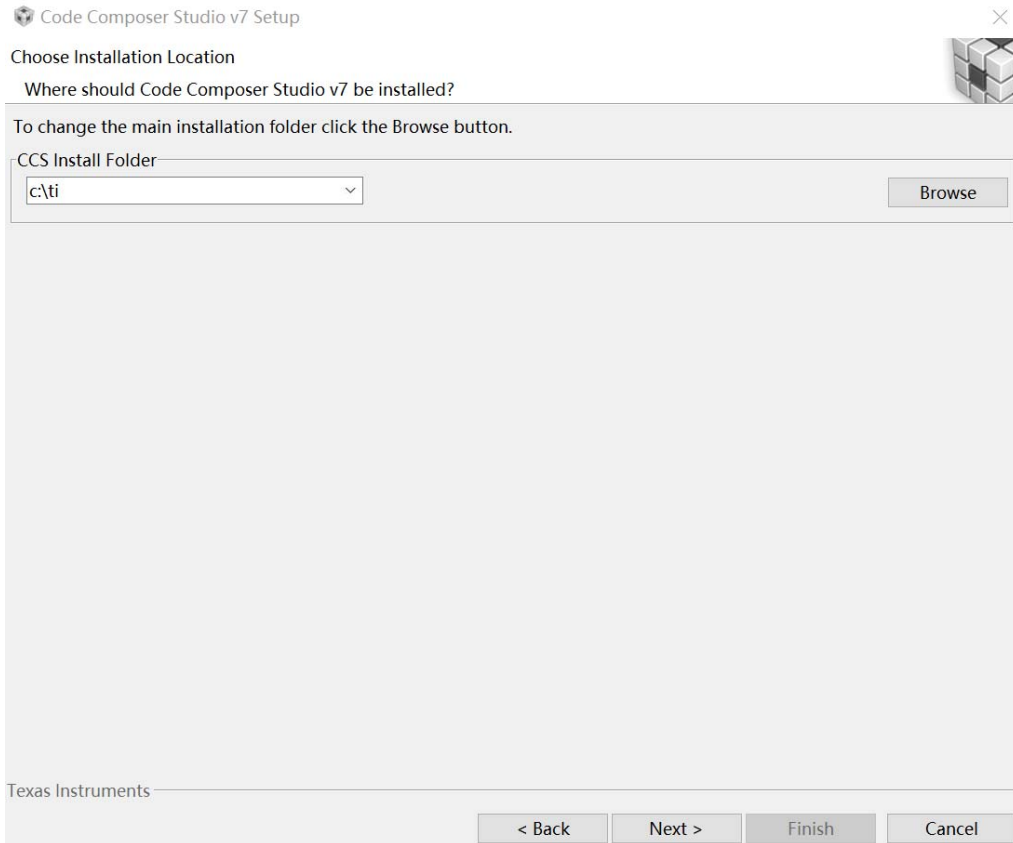 Code Composer Studio v7 Setup
Choose Installation Location
Where should Code Composer Studio v7 be installed?
To change the main installation folder click the Browse button.
CCS Install Folder
c:\ti
Browse
Texas Instruments
< Back Next > Finish Cancel